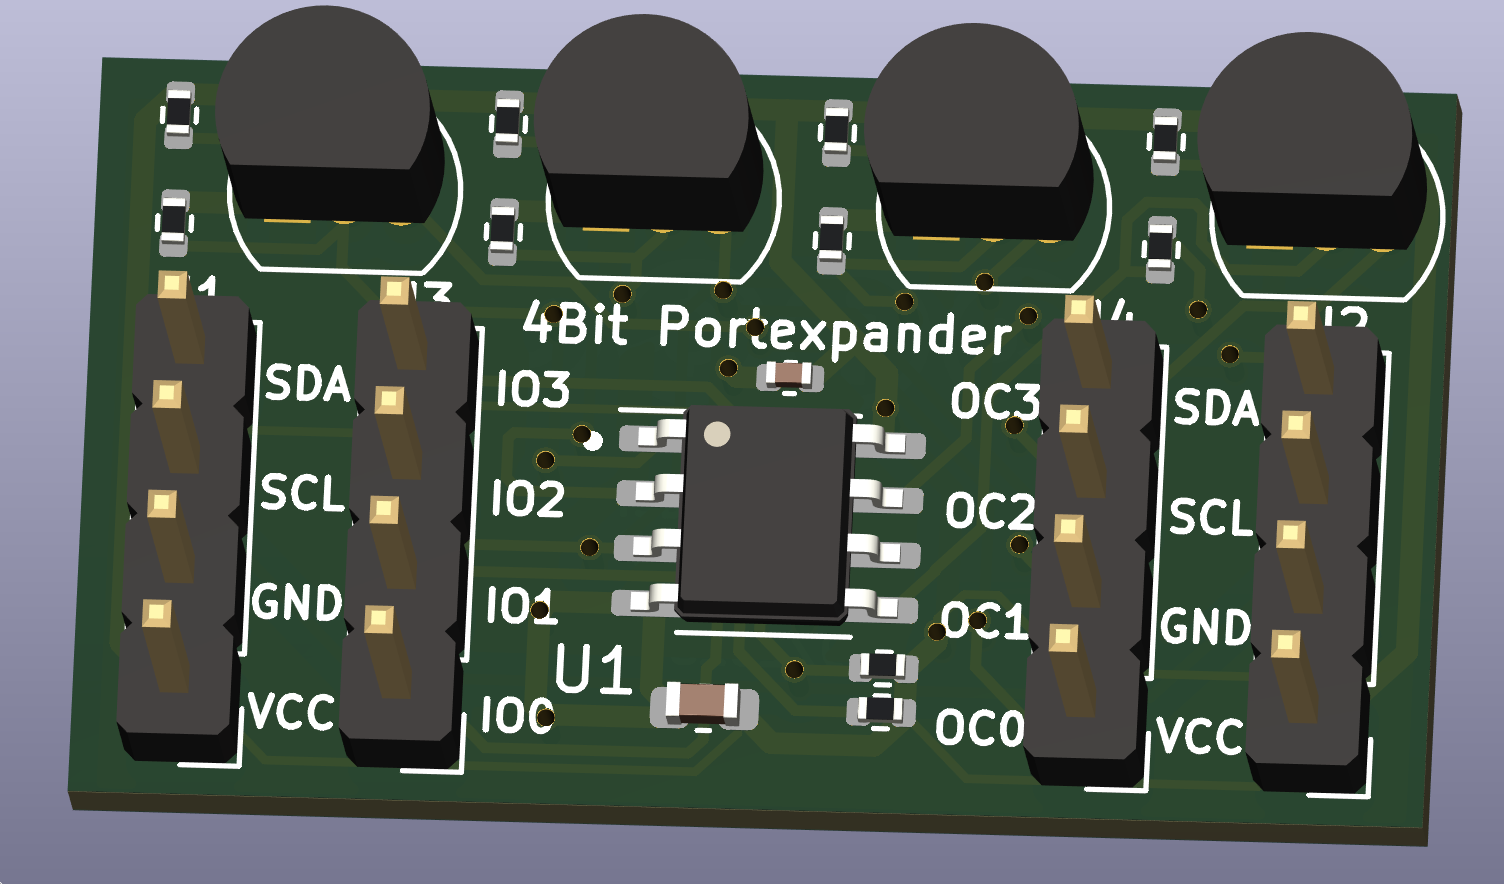 4Bit Portexpander
SDA
IO3
OC3
SDA
SCL
IO2
OC2
SCL
GND
IO1
OC1
GND
U1
VCC
IO0
OC0
VCC